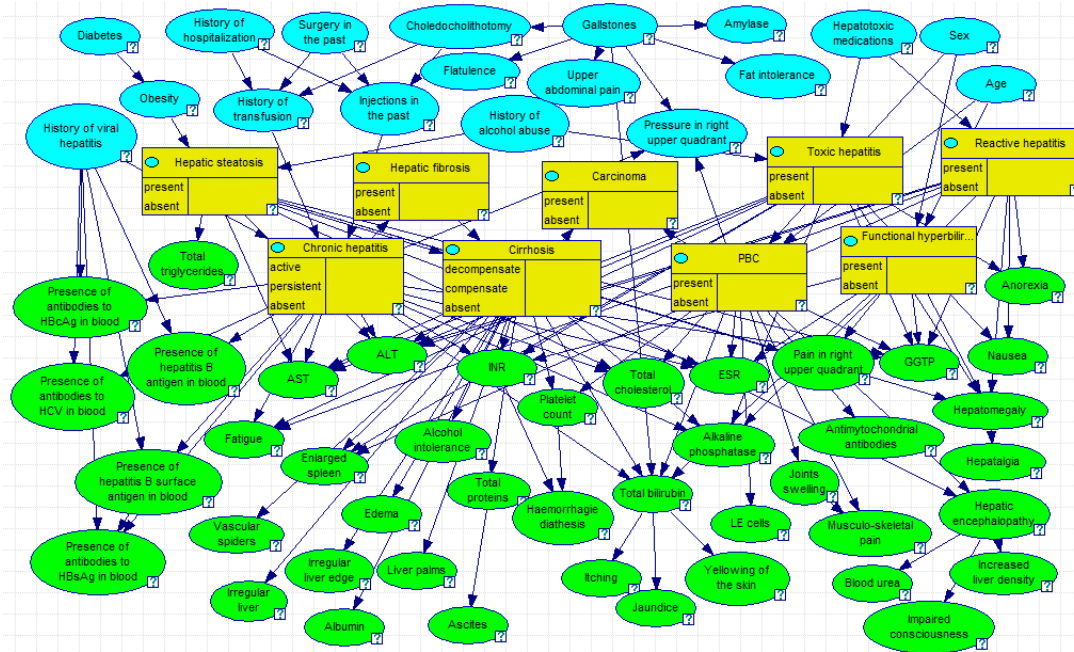 Diabetes
?
History of
hospitalization
?
Surgery in
the past
?
Choledocholithotomy
?
Gallstones
?
Amylase
?
Hepatotoxic
medications
?
Sex
?
Flatulence
?
Upper
abdominal pain
?
Fat intolerance
?
Age
?
Obesity
?
History of
transfusion
?
Injections in
the past
?
History of viral
hepatitis
?
History of
alcohol abuse
?
Pressure in right
upper quadrant
?
Hepatic steatosis
present
absent
?
Hepatic fibrosis
present
absent
?
Carcinoma
present
absent
?
Toxic hepatitis
present
absent
?
Reactive hepatitis
present
absent
?
Total
triglycerides
?
Chronic hepatitis
active
persistent
absent
?
Cirrhosis
decompensate
compensate
absent
?
PBC
present
absent
?
Functional hyperbilir...
present
absent
?
Anorexia
?
Presence of
antibodies to
HBcAg in blood
?
Presence of
hepatitis B
antigen in blood
?
ALT
?
AST
?
INR
?
Total
cholesterol
?
ESR
?
Pain in right
upper quadrant
?
GGTP
?
Nausea
?
Presence of
antibodies to
HCV in blood
?
Platelet
count
?
Hepatomegaly
?
Fatigue
?
Enlarged
spleen
?
Alcohol
intolerance
?
Alkaline
phosphatase
?
Antimytochondrial
antibodies
?
Hepatalgia
?
Presence of
hepatitis B surface
antigen in blood
?
Total
proteins
?
Haemorrhagie
diathesis
?
Total bilirubin
?
Joints
swelling
?
Vascular
spiders
?
Edema
?
LE cells
?
Musculo-skeletal
pain
?
Hepatic
encephalopathy
?
Presence of
antibodies to
HBsAg in blood
?
Irregular
liver edge
?
Liver palms
?
Itching
?
Yellowing of
the skin
?
Blood urea
?
Increased
liver density
?
Irregular
liver
?
Albumin
?
Ascites
?
Jaundice
?
Impaired
consciousness
?